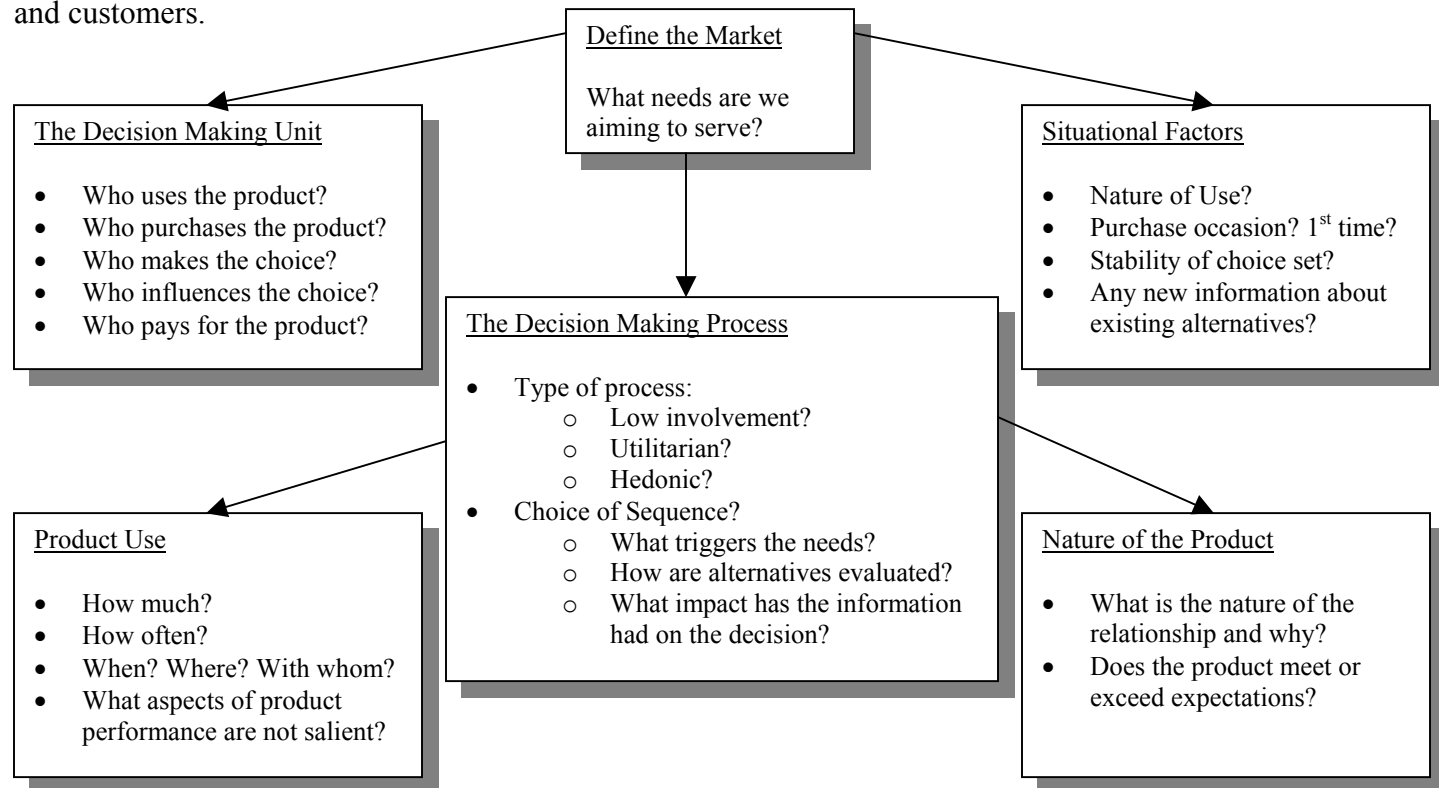 and customers.
Define the Market
What needs are we
aiming to serve?
The Decision Making Unit
• Who uses the product?
• Who purchases the product?
• Who makes the choice?
• Who influences the choice?
• Who pays for the product?
Situational Factors
• Nature of Use?
• Purchase occasion? 1st time?
• Stability of choice set?
• Any new information about
existing alternatives?
The Decision Making Process
• Type of process:
o Low involvement?
o Utilitarian?
o Hedonic?
• Choice of Sequence?
o What triggers the needs?
o How are alternatives evaluated?
o What impact has the information
had on the decision?
Product Use
• How much?
• How often?
• When? Where? With whom?
• What aspects of product
performance are not salient?
Nature of the Product
• What is the nature of the
relationship and why?
• Does the product meet or
exceed expectations?